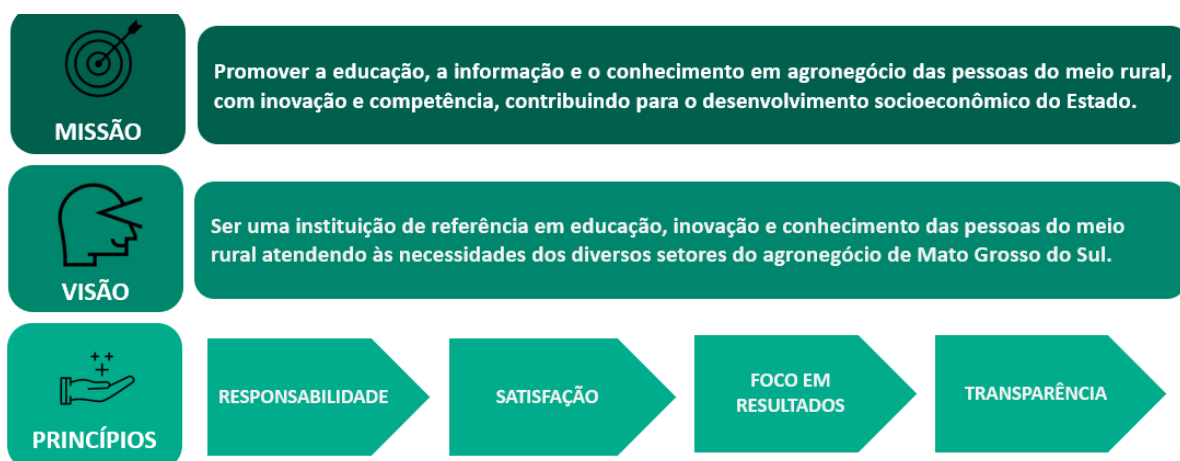 MISSÃO
Promover a educação, a informação e o conhecimento em agronegócio das pessoas do meio rural,
com inovação e competência, contribuindo para o desenvolvimento socioeconômico do Estado.
VISÃO
Ser uma instituição de referência em educação, inovação e conhecimento das pessoas do meio
rural atendendo às necessidades dos diversos setores do agronegócio de Mato Grosso do Sul.
PRINCÍPIOS
RESPONSABILIDADE
SATISFAÇÃO
FOCO EM
RESULTADOS
TRANSPARÊNCIA